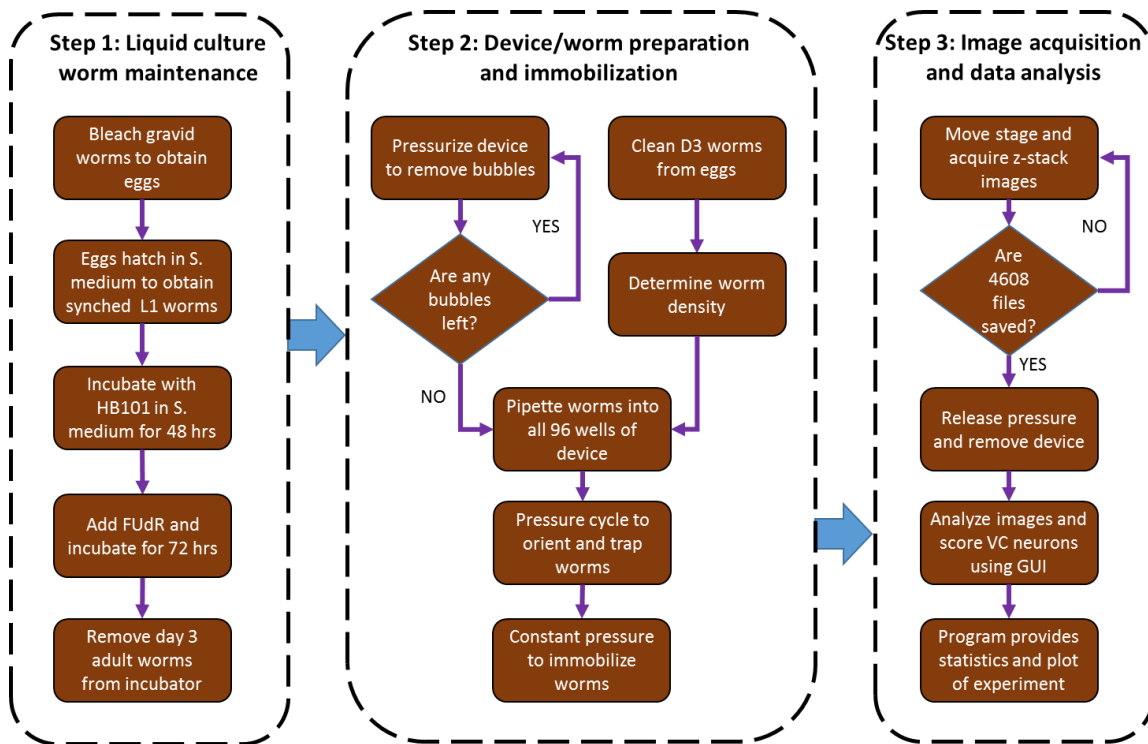 Step 1: Liquid culture
worm maintenance
Bleach gravid
worms to obtain
eggs
Eggs hatch in S.
medium to obtain
synched L1 worms
Incubate with
HB101 in S.
medium for 48 hrs
Add FUdR and
incubate for 72 hrs
Remove day 3
adult worms
from incubator
Step 2: Device/worm preparation
and immobilization
Pressurize device
to remove bubbles
YES
Are any
bubbles
left?
NO
Clean D3 worms
from eggs
Determine worm
density
Pipette worms into
all 96 wells of
device
Pressure cycle to
orient and trap
worms
Constant pressure
to immobilize
worms
Step 3: Image acquisition
and data analysis
Move stage and
acquire z-stack
images
NO
Are
4608
files
saved?
YES
Release pressure
and remove device
Analyze images and
score VC neurons
using GUI
Program provides
statistics and plot
of experiment